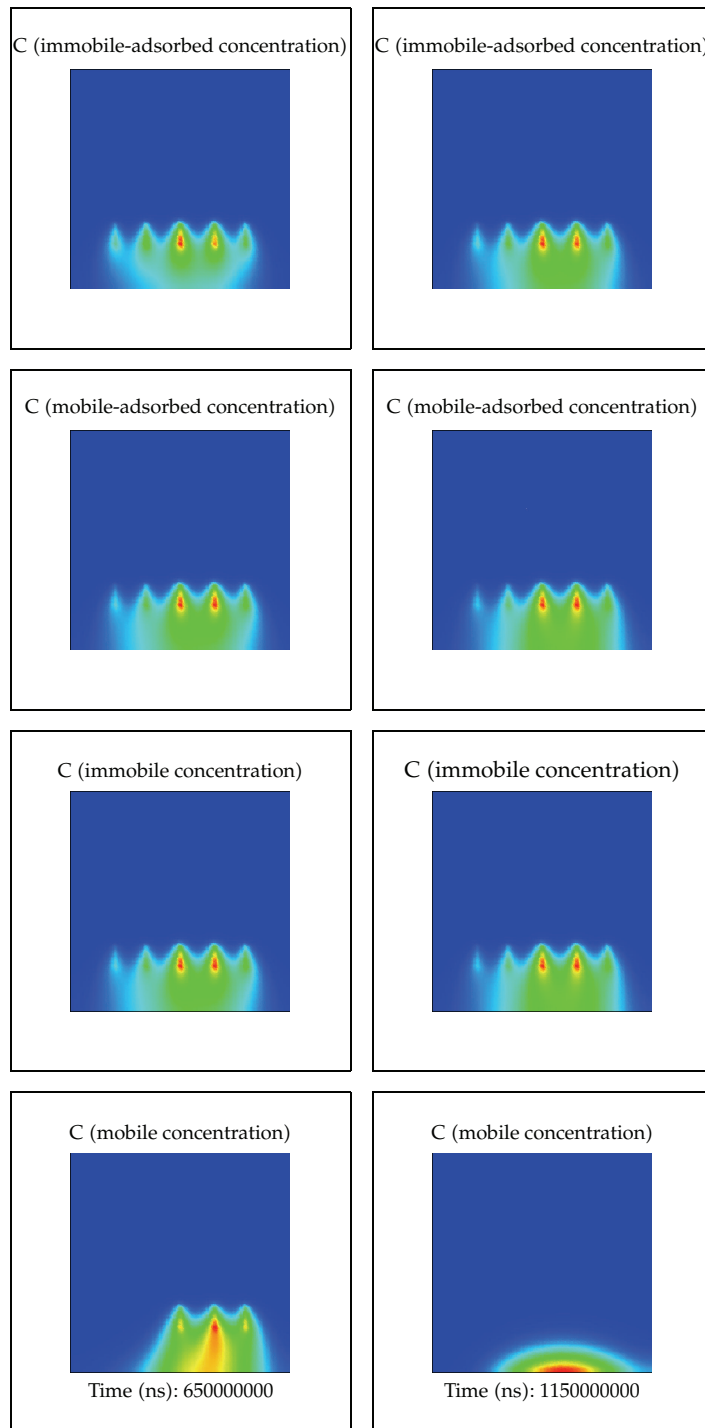 C (immobile-adsorbed concentration)
C (immobile-adsorbed concentration)
C (mobile-adsorbed concentration)
C (mobile-adsorbed concentration)
C (immobile concentration)
C (immobile concentration)
C (mobile concentration)
C (mobile concentration)
Time (ns): 650000000
Time (ns): 1150000000